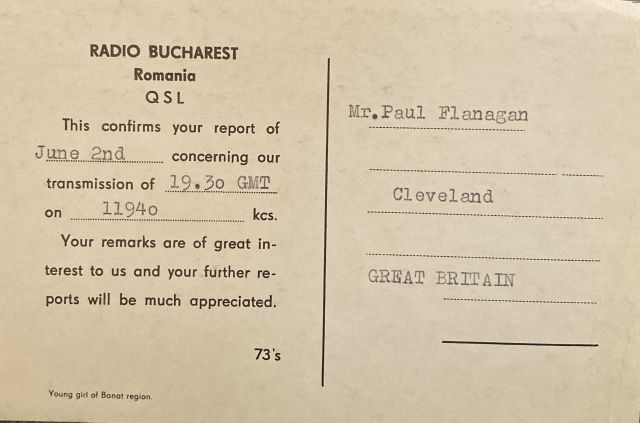 RADIO BUCHAREST
Romania
QSL
This confirms your report of
June 2nd concerning our
transmission of 19.30 GMT
on 11940 kcs.
Your remarks are of great in-
terest to us and your further re-
ports will be much appreciated.
73's
Young girl of Banat region.
Mr.Paul Flanagan
Cleveland
GREAT BRITAIN